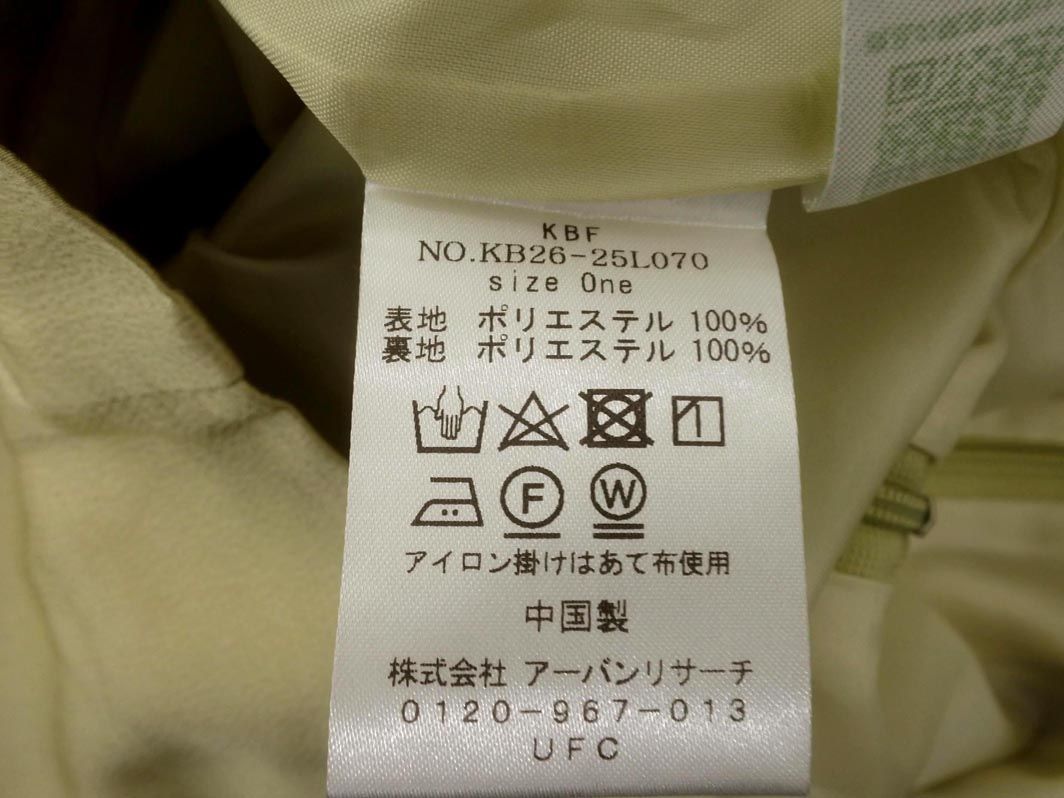 KBF
NO.KB26-25L070
size One
表地 ポリエステル 100%
裏地 ポリエステル 100%
F W
アイロン掛けはあて布使用
中国製
株式会社 アーバンリサーチ
0120-967-013
UFC